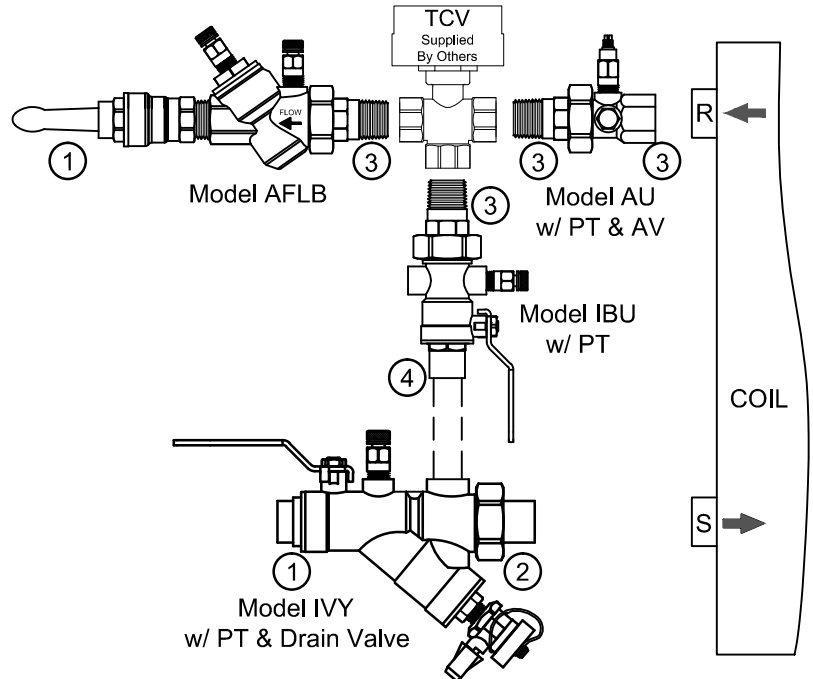 TCV
Supplied
By Others
FLOW
R
1
3
3
3
Model AFLB
Model AU
w/ PT & AV
3
Model IBU
w/ PT
4
COIL
S
1
2
Model IVY
w/ PT & Drain Valve